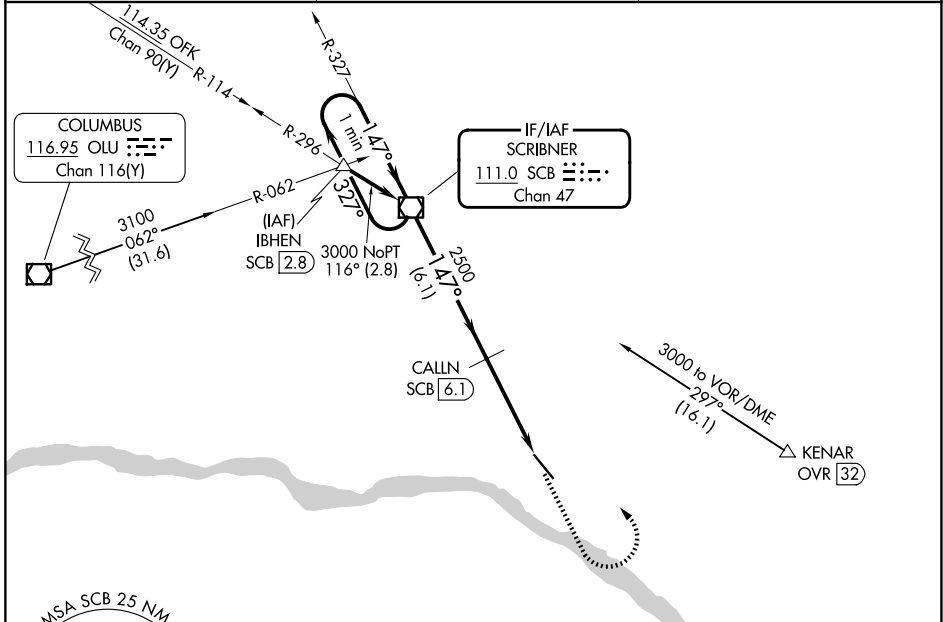 114.35 OFK
Chan 90(Y)
R-114
R-296
R-327
1 min
147°
327°
COLUMBUS
116.95 OLU
Chan 116(Y)
3100
062°
(31.6)
R-062
(IAF)
IBHEN
SCB 2.8
3000 NoPT
116° (2.8)
IF/IAF
SCRIBNER
111.0 SCB
Chan 47
2500
147°
(6.1)
CALLN
SCB 6.1
3000 to VOR/DME
297°
(16.1)
KENAR
OVR 32
MSA SCB 25 NM